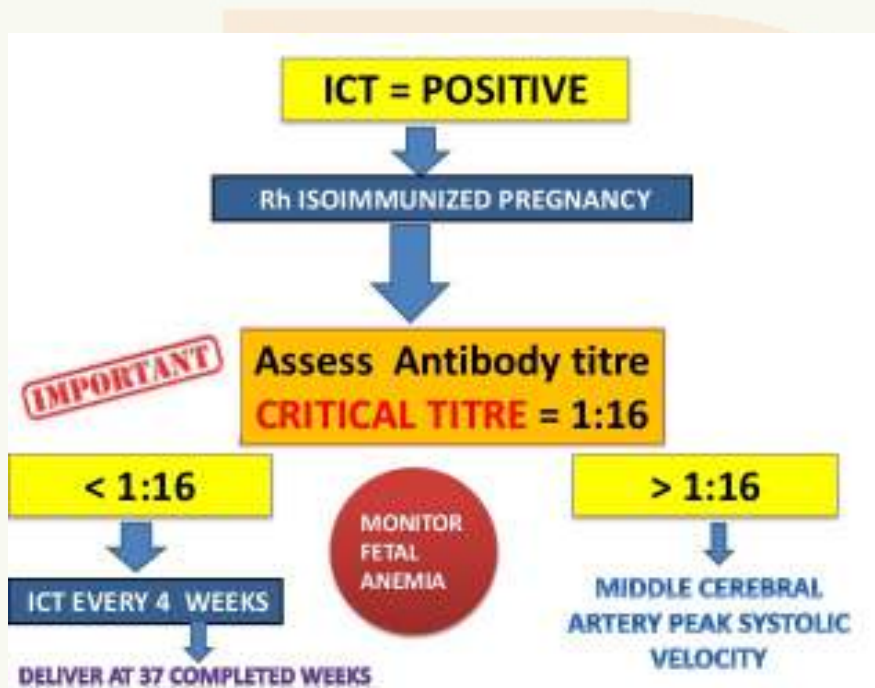 ICT = POSITIVE
Rh ISOIMMUNIZED PREGNANCY
IMPORTANT
Assess Antibody titre
CRITICAL TITRE = 1:16
< 1:16
> 1:16
MONITOR
FETAL
ANEMIA
ICT EVERY 4 WEEKS
DELIVER AT 37 COMPLETED WEEKS
MIDDLE CEREBRAL
ARTERY PEAK SYSTOLIC
VELOCITY